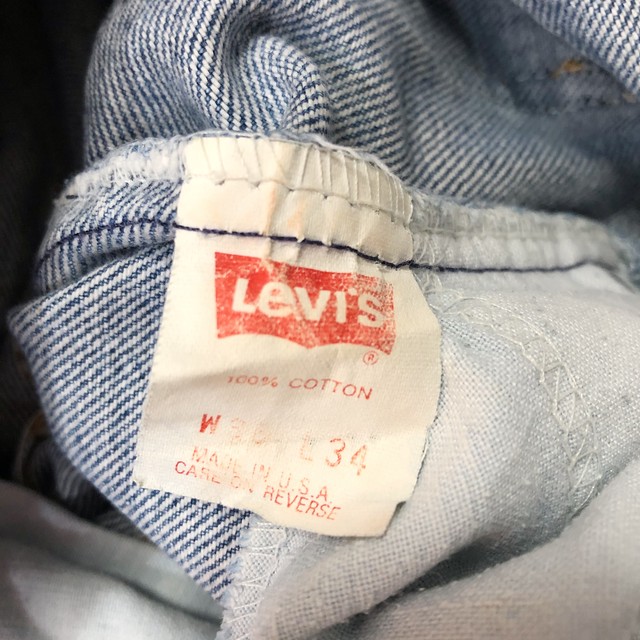 Levi's
®
100% COTTON
W L 34
MADE IN U.S.A
CARE ON REVERSE